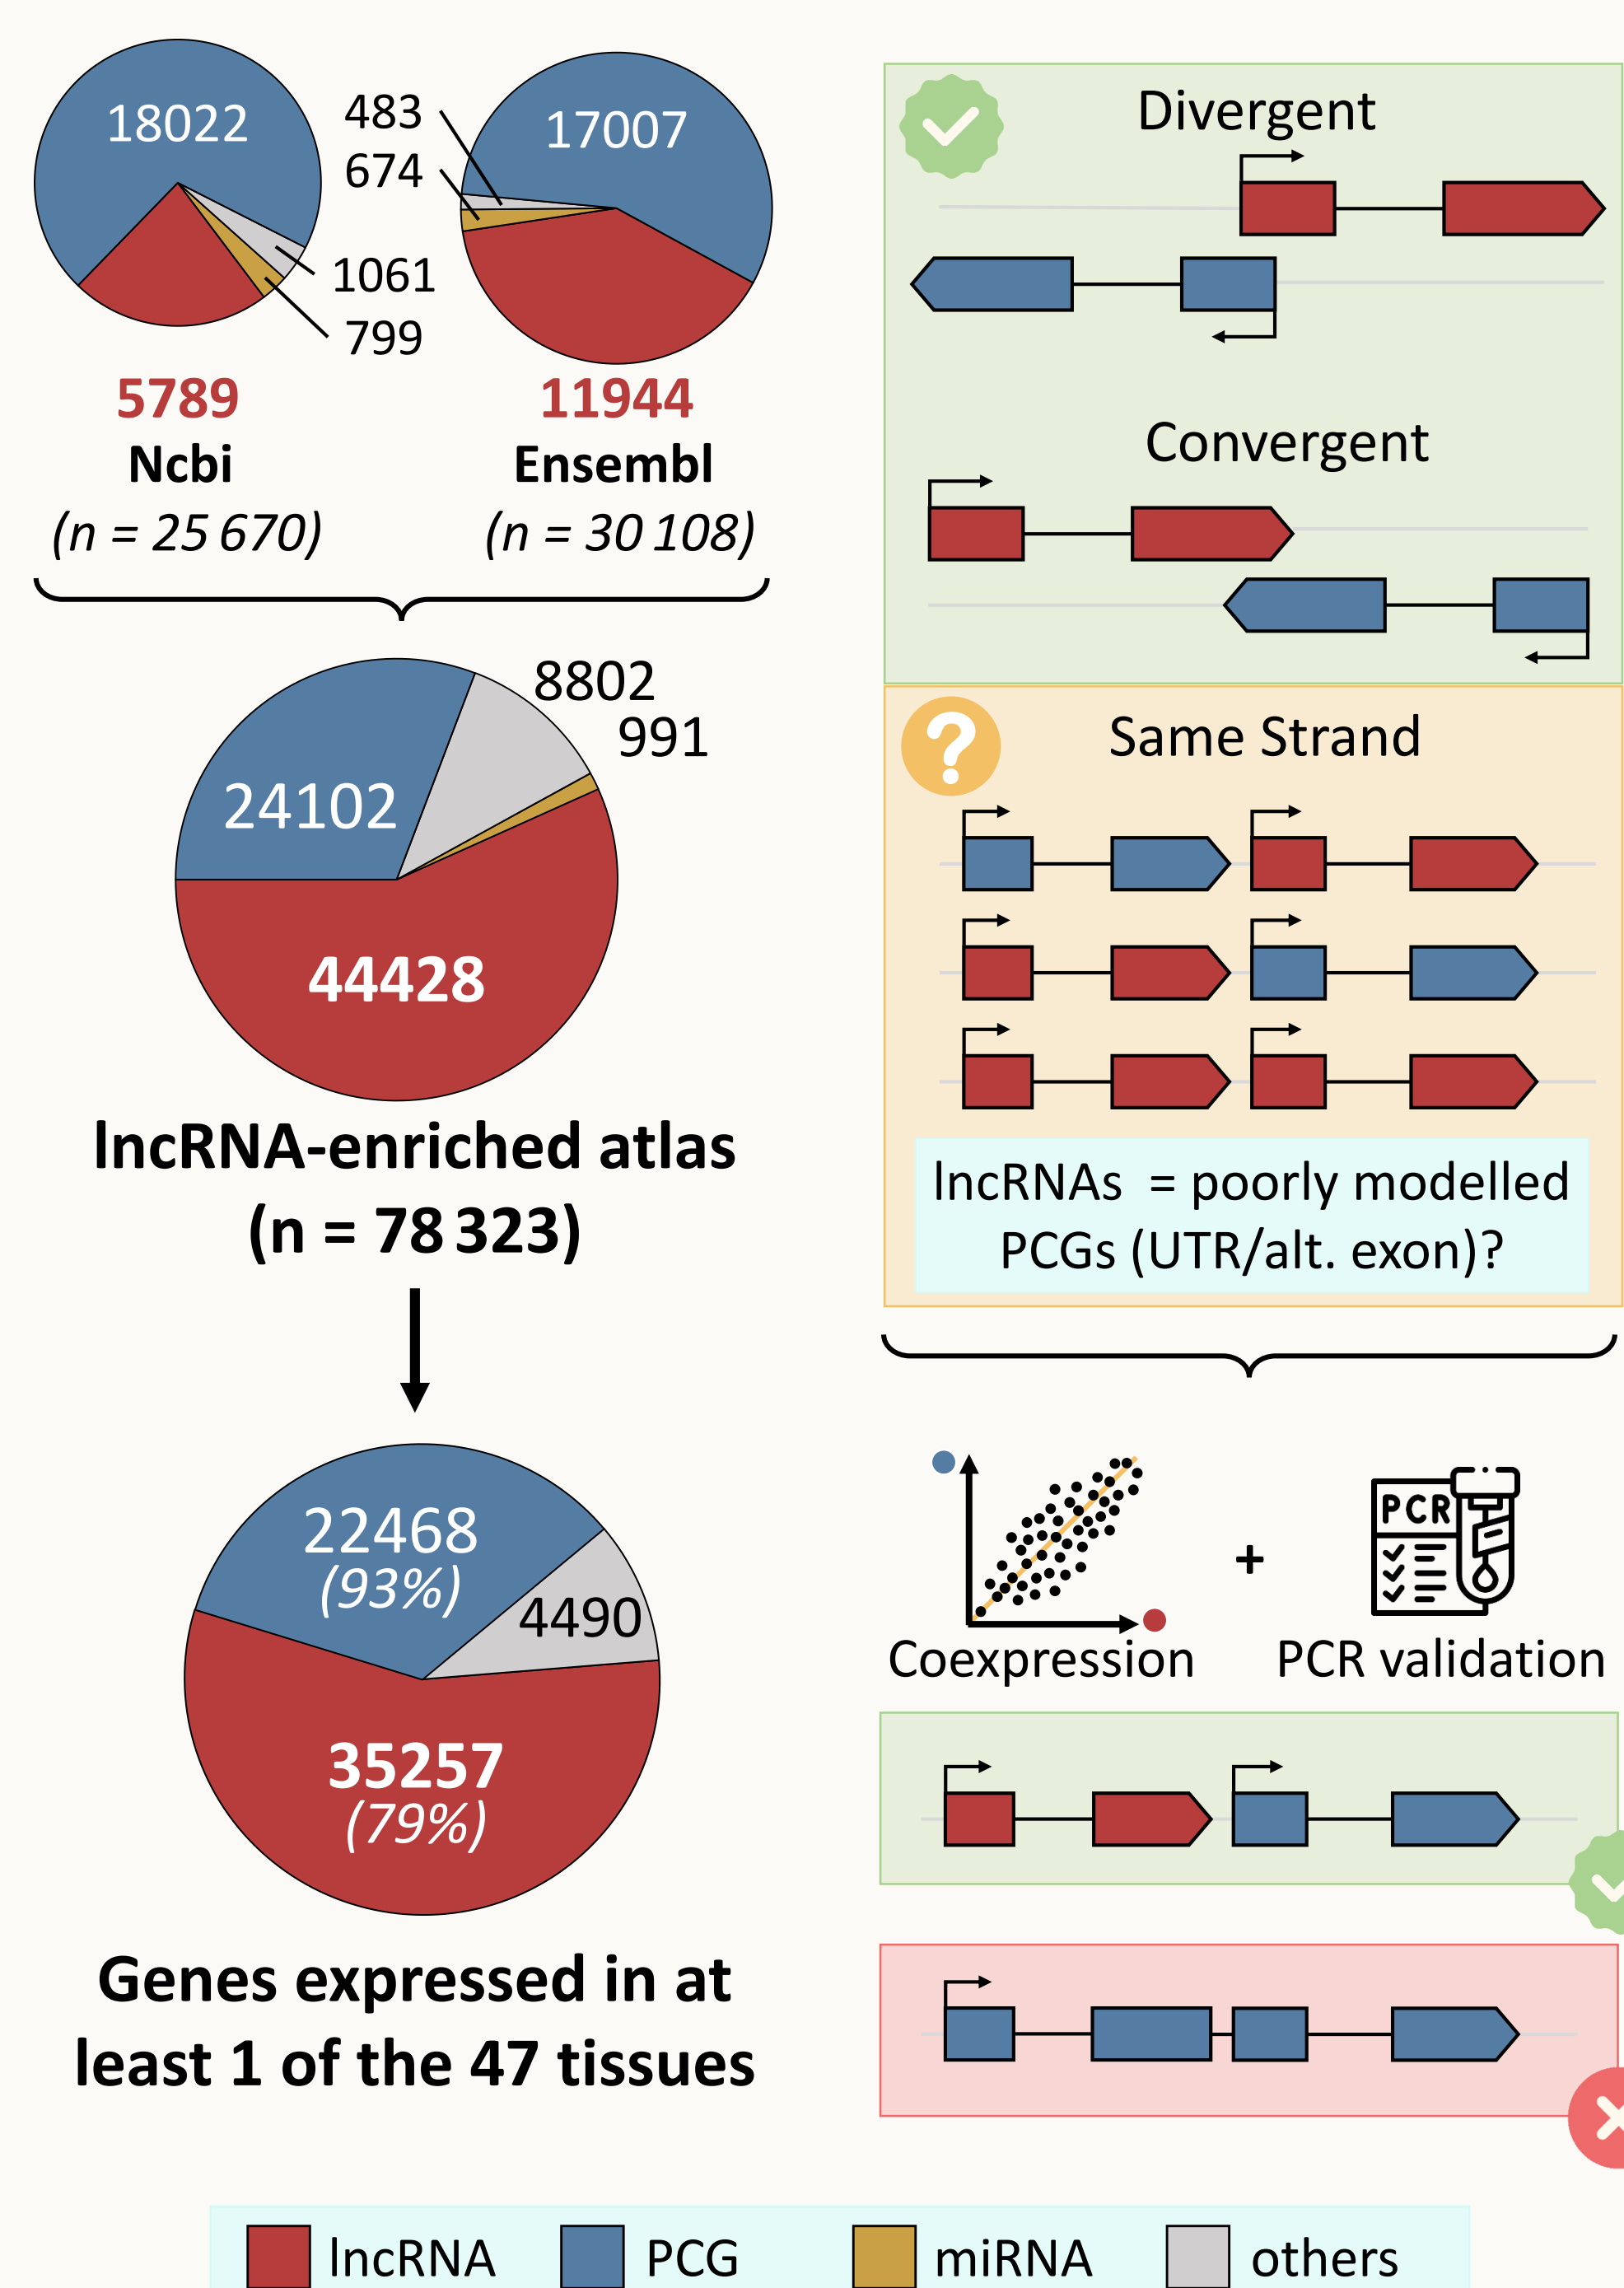 18022
483
674
17007
1061
799
5789
11944
Ncbi
Ensembl
(n = 25 670)
(n = 30 108)
8802
991
24102
44428
lncRNA-enriched atlas
(n = 78 323)
22468
(93%)
4490
35257
(79%)
Genes expressed in at
least 1 of the 47 tissues
Divergent
Convergent
?
Same Strand
lncRNAs = poorly modelled
PCGs (UTR/alt. exon)?
+
PCR
Coexpression
PCR validation
lncRNA
PCG
miRNA
others